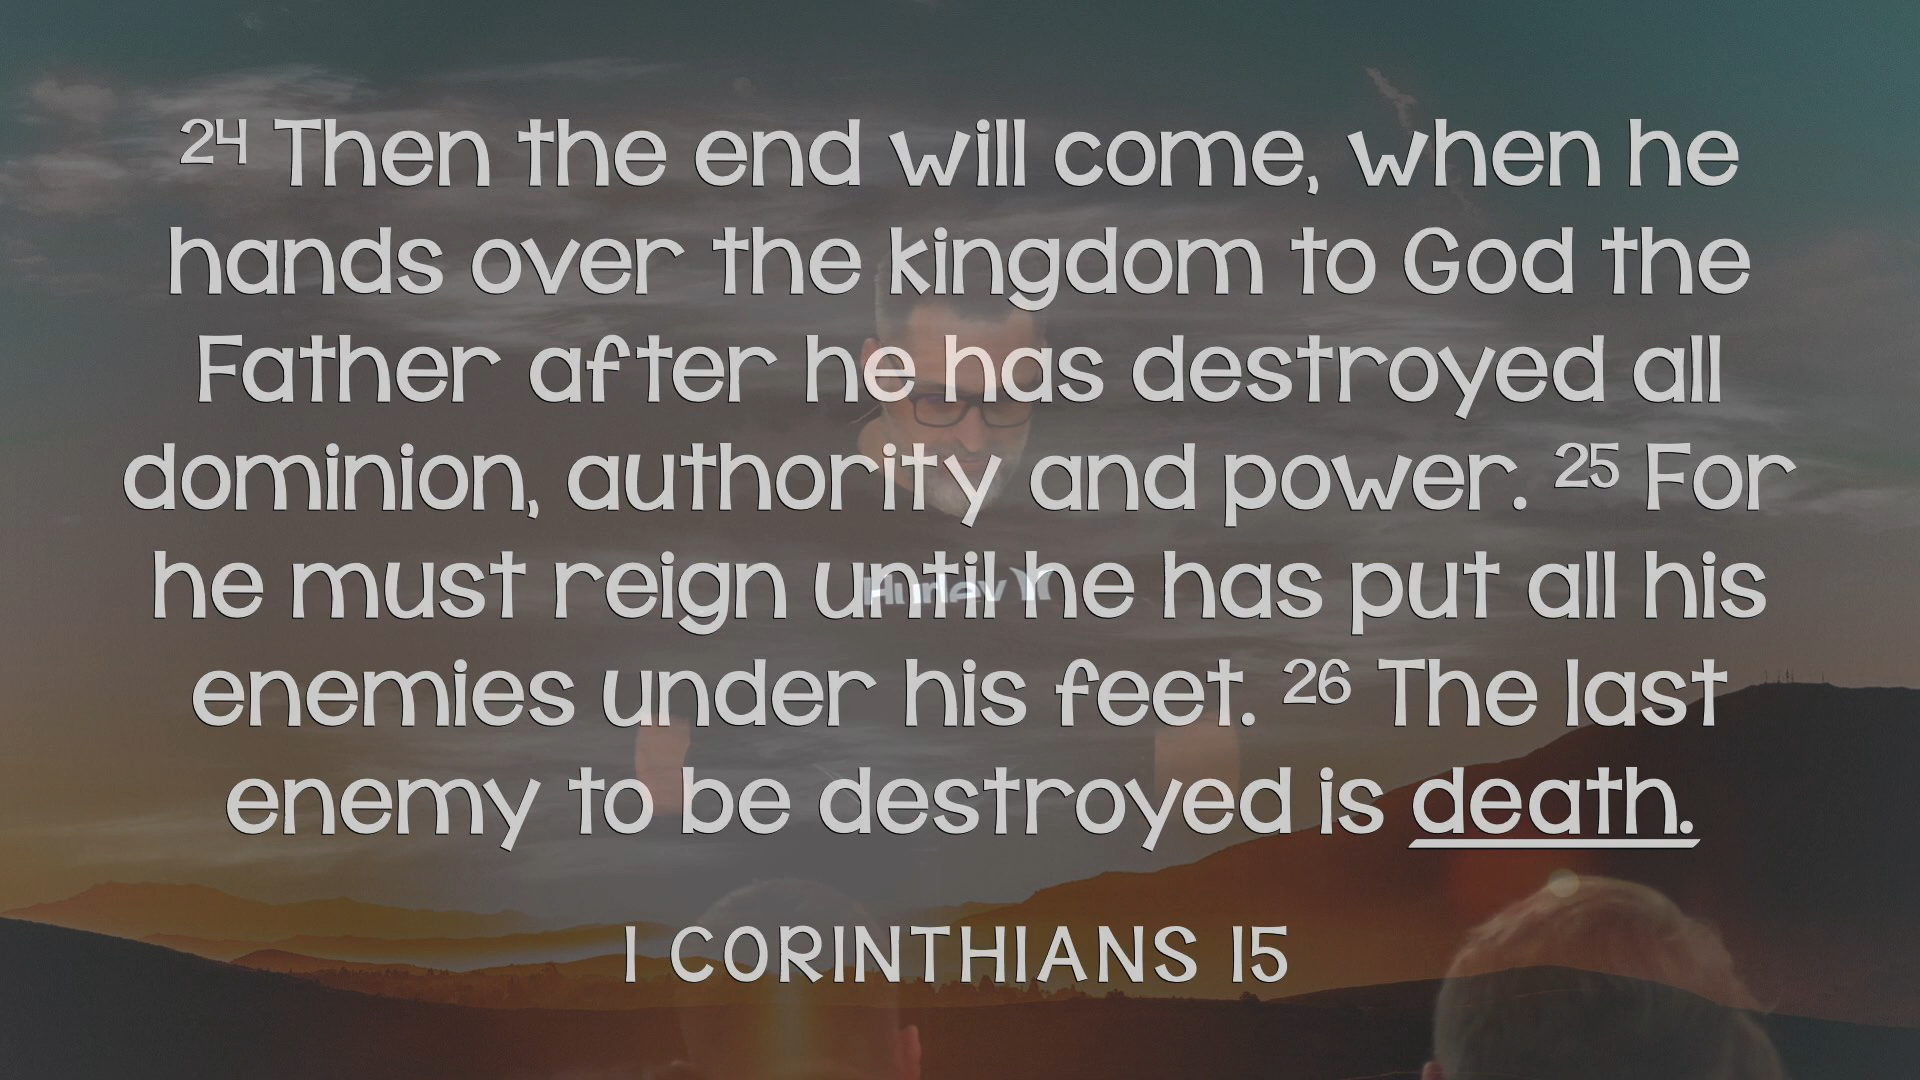 24 Then the end will come, when he
hands over the kingdom to God the
Father after he has destroyed all
dominion, authority and power. 25 For
he must reign until he has put all his
enemies under his feet. 26 The last
enemy to be destroyed is death.
1 CORINTHIANS 15
Hurley